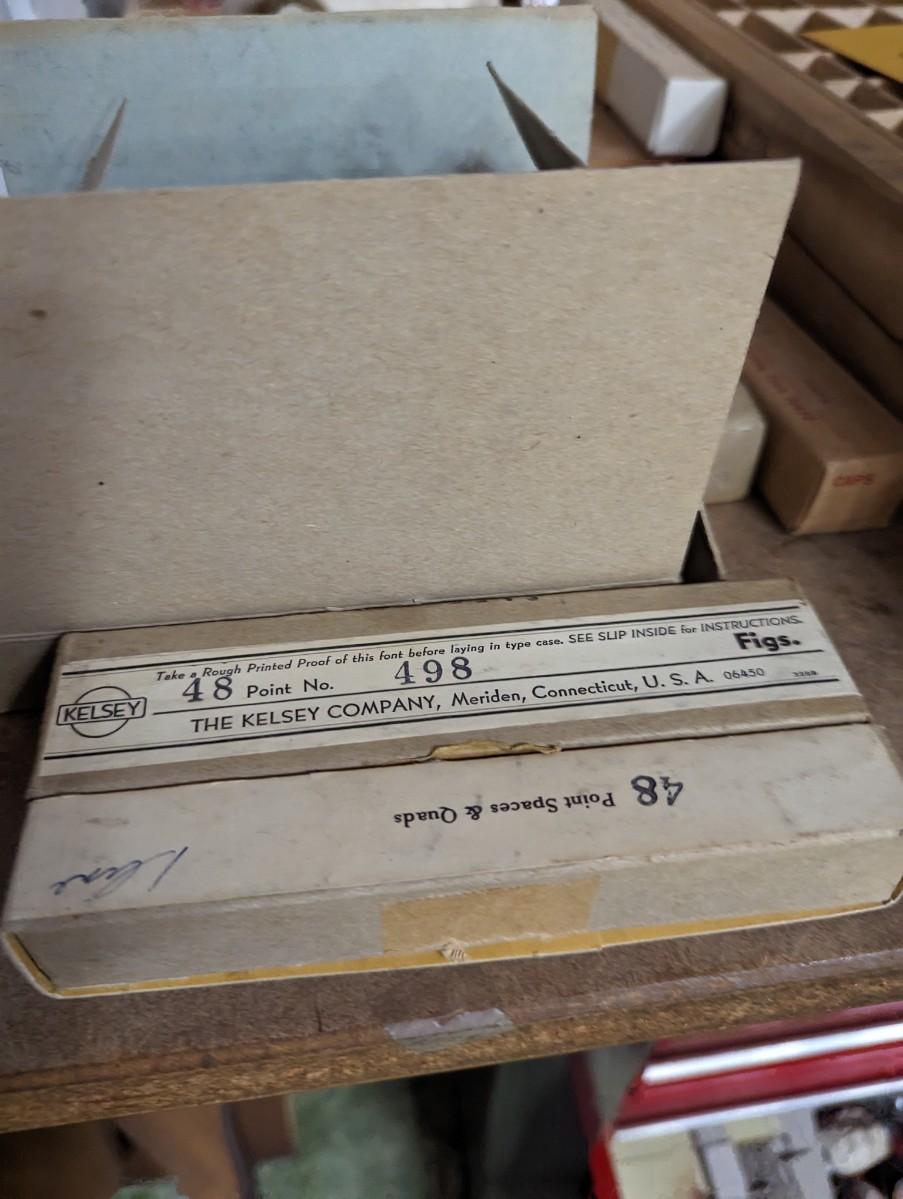 Take a Rough Printed Proof of this font before laying in type case. SEE SLIP INSIDE for INSTRUCTIONS.
48 Point No. 498 Figs.
KELSEY
THE KELSEY COMPANY, Meriden, Connecticut, U. S. A. 06450
48 Point Spaces & Quads
CAPS